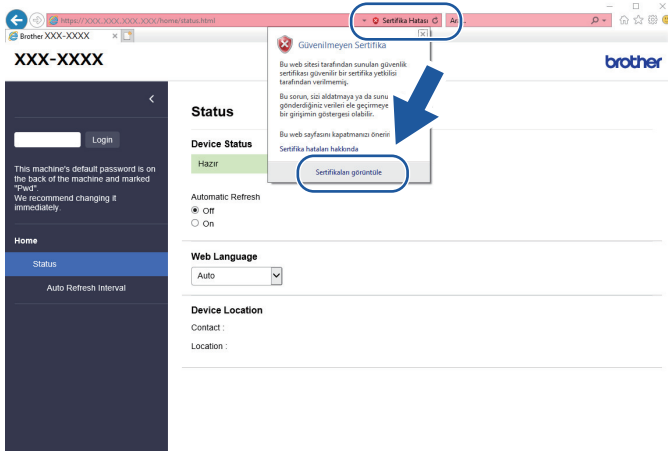 https://XXX.XXX.XXX.XXX/home/status.html
Sertifika Hatası
Brother XXX-XXXX
XXX-XXXX
brother
Güvenilmeyen Sertifika
Bu web sitesi tarafından sunulan güvenlik
sertifikası güvenilir bir sertifika yetkilisi
tarafından verilmemiş.
Bu sorun, sizi aldatmaya ya da
gönderdiğiniz verileri ele geçirmeye
bir girişimin göstergesi olabilir.
Bu web sayfasını kapatmanızı
Sertifika hataları hakkında
Sertifikaları görüntüle
Login
This machine's default password is on
the back of the machine and marked
"Pwd".
We recommend changing it
immediately.
Home
Status
Auto Refresh Interval
Status
Device Status
Hazır
Automatic Refresh
Off
On
Web Language
Auto
Device Location
Contact :
Location :